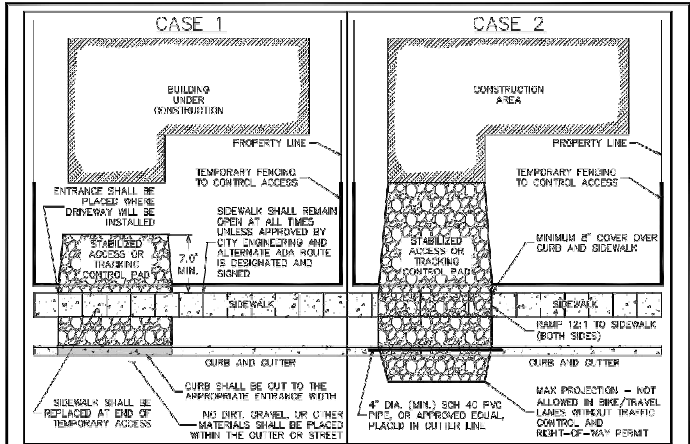 CASE 1
BUILDING
UNDER
CONSTRUCTION
PROPERTY LINE
TEMPORARY FENCING
TO CONTROL ACCESS
ENTRANCE SHALL BE
PLACED WHERE
DRIVEWAY WILL BE
INSTALLED
SIDEWALK SHALL REMAIN
OPEN AT ALL TIMES
UNLESS APPROVED BY
CITY ENGINEERING AND
ALTERNATE ADA ROUTE
IS DESIGNATED AND
SIGNED
STABILIZED
ACCESS OR
TRACKING
CONTROL PAD
7.0'
MIN.
SIDEWALK
CURB AND GUTTER
CURB SHALL BE CUT TO THE
APPROPRIATE ENTRANCE WIDTH
SIDEWALK SHALL BE
REPLACED AT END OF
TEMPORARY ACCESS
NO DIRT, GRAVEL, OR OTHER
MATERIALS SHALL BE PLACED
WITHIN THE GUTTER OR STREET
CASE 2
CONSTRUCTION
AREA
PROPERTY LINE
TEMPORARY FENCING
TO CONTROL ACCESS
STABILIZED
ACCESS OR
TRACKING
CONTROL PAD
MINIMUM 6" COVER OVER
CURB AND SIDEWALK
SIDEWALK
RAMP 12:1 TO SIDEWALK
(BOTH SIDES)
CURB AND GUTTER
4" DIA. (MIN.) SCH 40 PVC
PIPE, OR APPROVED EQUAL,
PLACED IN GUTTER LINE
MAX PROJECTION – NOT
ALLOWED IN BIKE/TRAVEL
LANES WITHOUT TRAFFIC
CONTROL AND
RIGHT-OF-WAY PERMIT